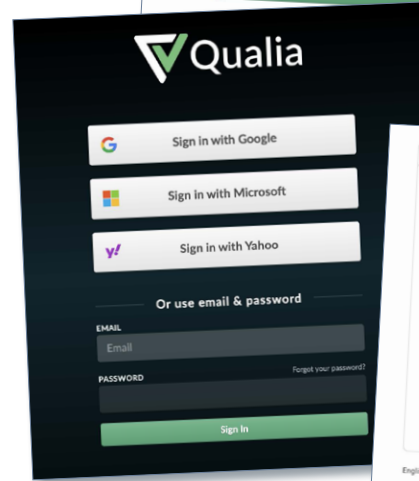 Qualia
Sign in with Google
Sign in with Microsoft
y! Sign in with Yahoo
Or use email & password
EMAIL
Email
PASSWORD
Forgot your password?
Sign In